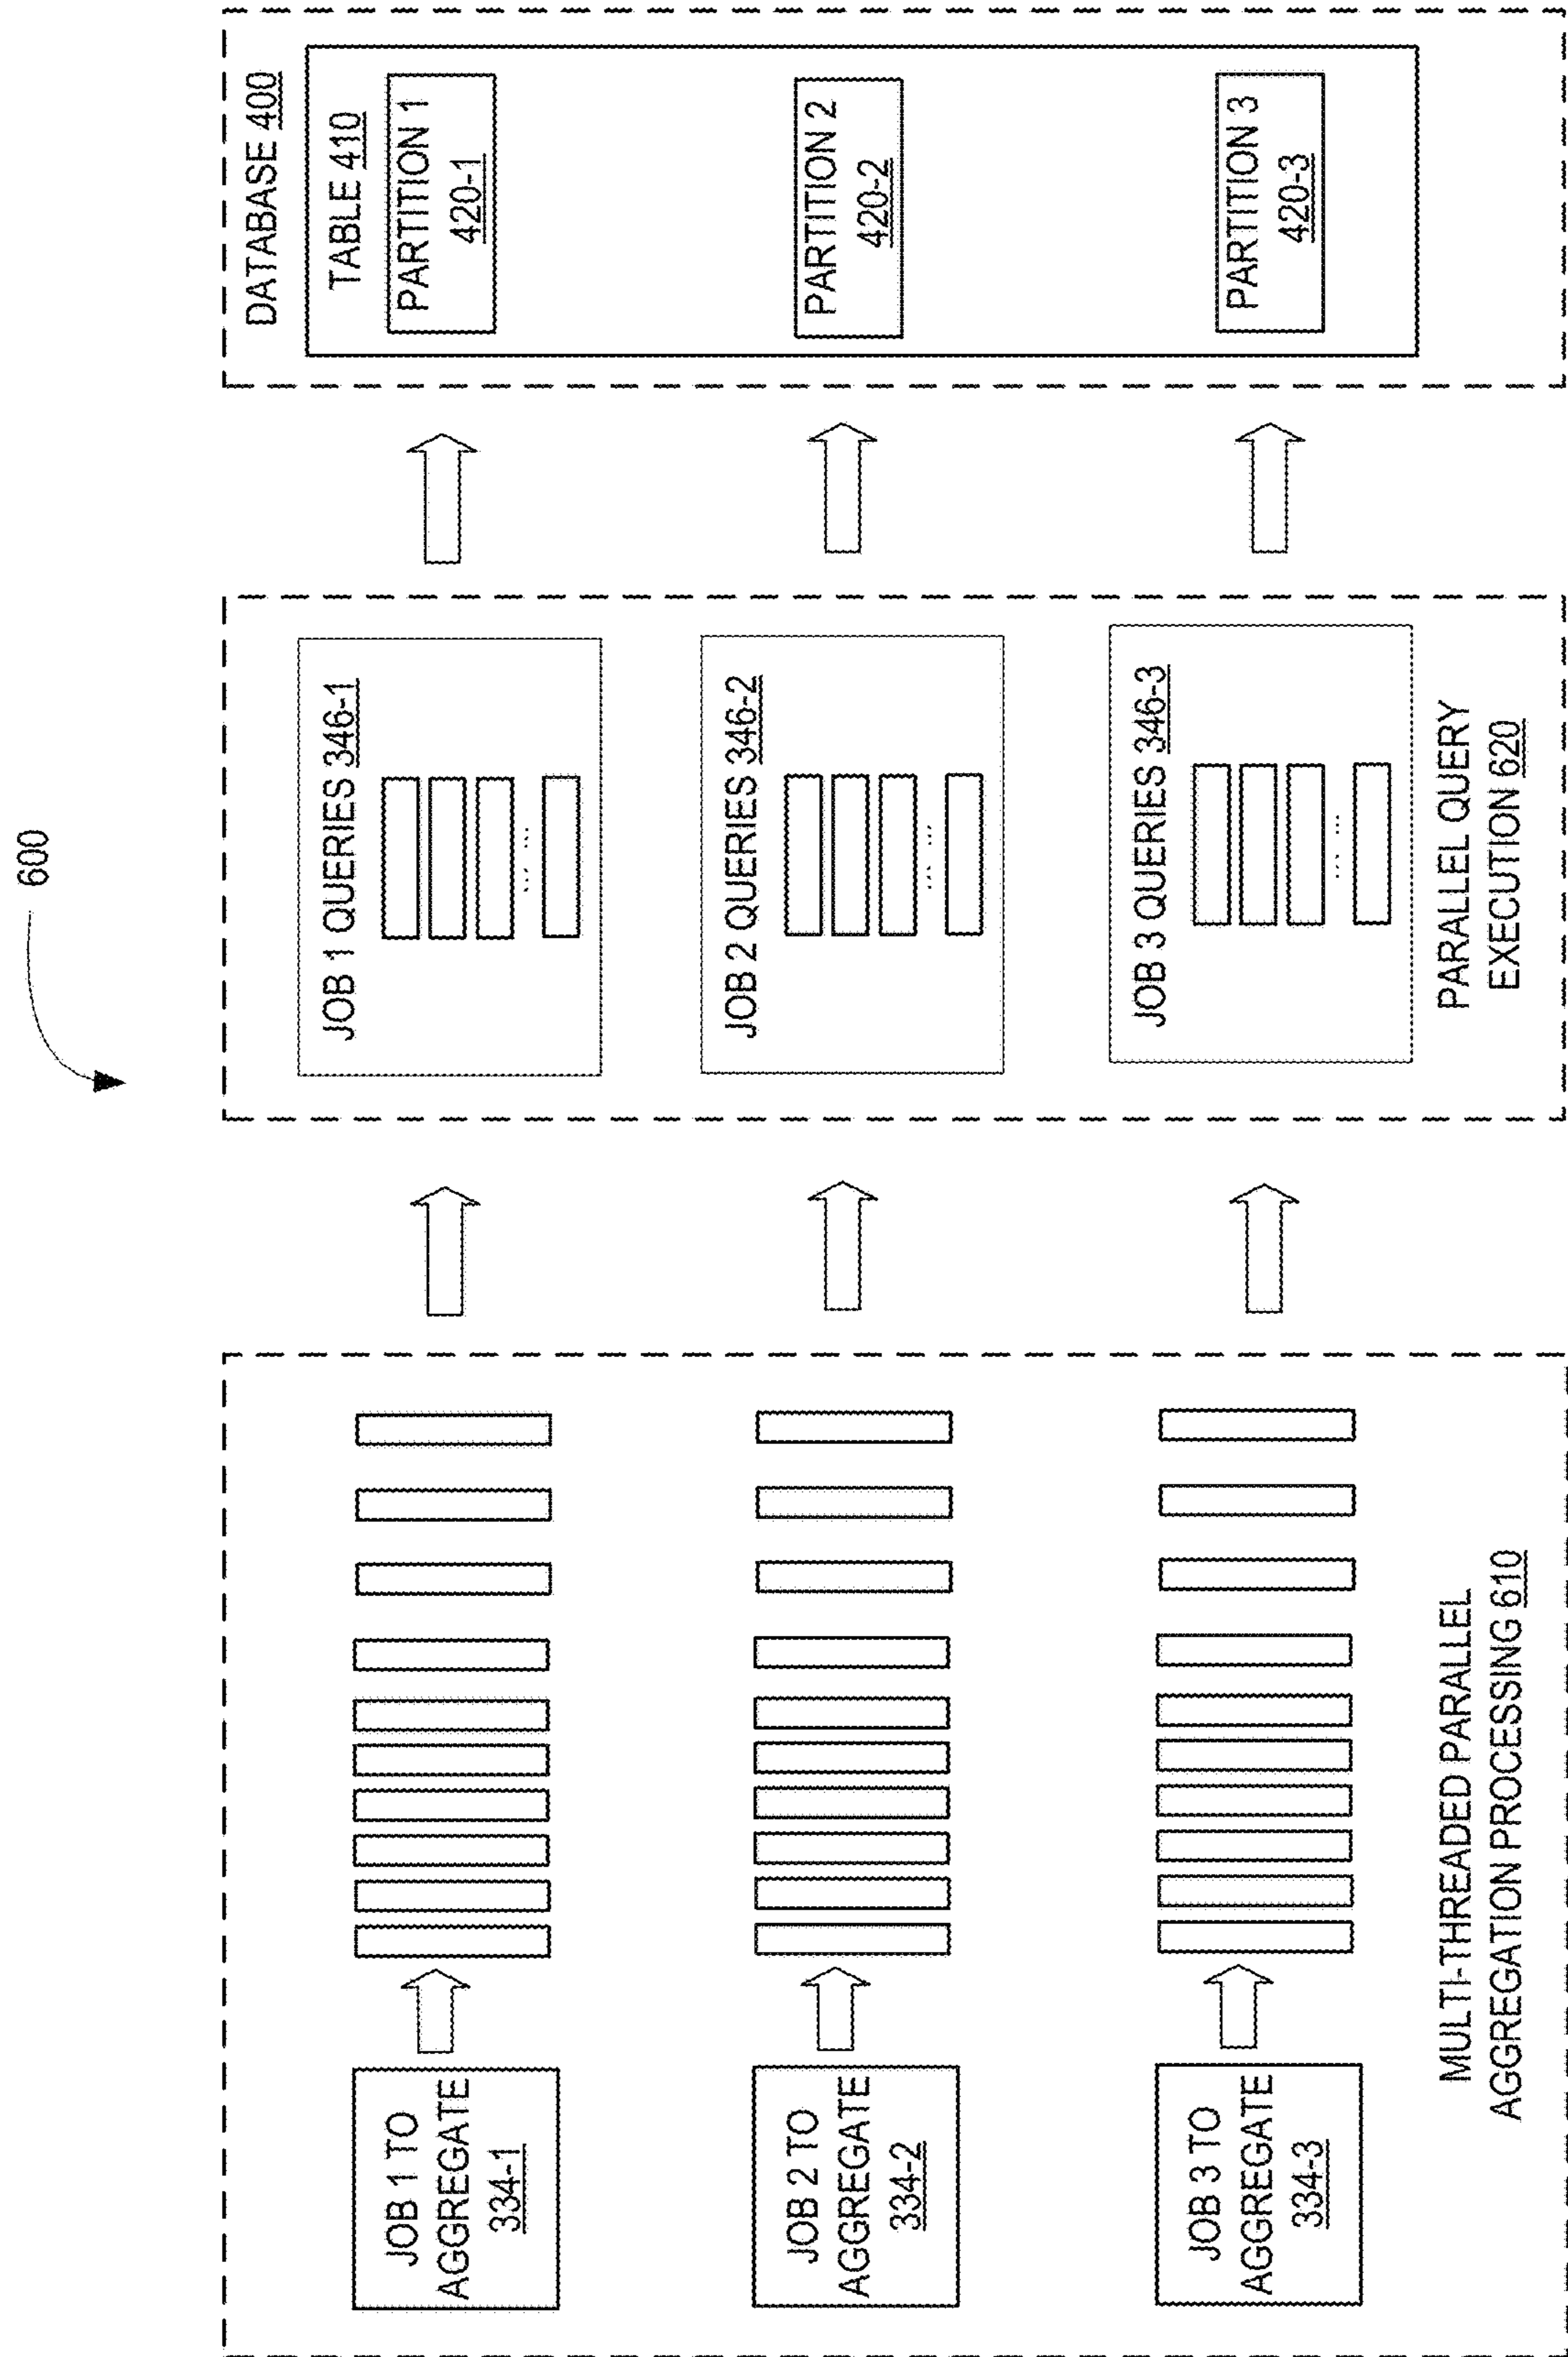 600
JOB 1 TO
AGGREGATE
334-1
JOB 2 TO
AGGREGATE
334-2
JOB 3 TO
AGGREGATE
334-3
MULTI-THREADED PARALLEL
AGGREGATION PROCESSING 610
JOB 1 QUERIES 346-1
JOB 2 QUERIES 346-2
JOB 3 QUERIES 346-3
PARALLEL QUERY
EXECUTION 620
DATABASE 400
TABLE 410
PARTITION 1
420-1
PARTITION 2
420-2
PARTITION 3
420-3